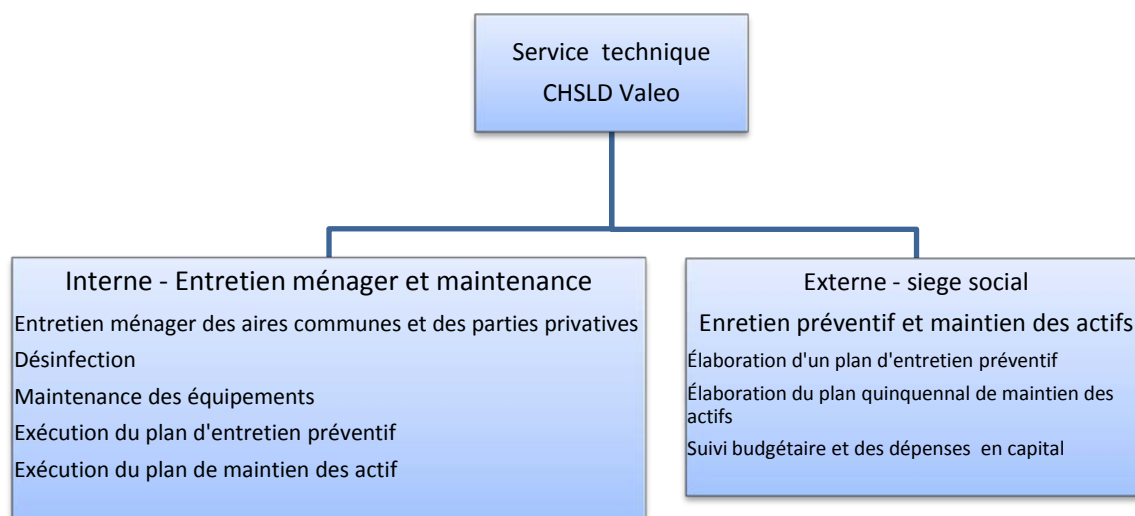 Service technique
CHSLD Valeo
Interne - Entretien ménager et maintenance
Entretien ménager des aires communes et des parties privatives
Désinfection
Maintenance des équipements
Exécution du plan d'entretien préventif
Exécution du plan de maintien des actif
Externe - siege social
Enretien préventif et maintien des actifs
Élaboration d'un plan d'entretien préventif
Élaboration du plan quinquennal de maintien des
actifs
Suivi budgétaire et des dépenses en capital